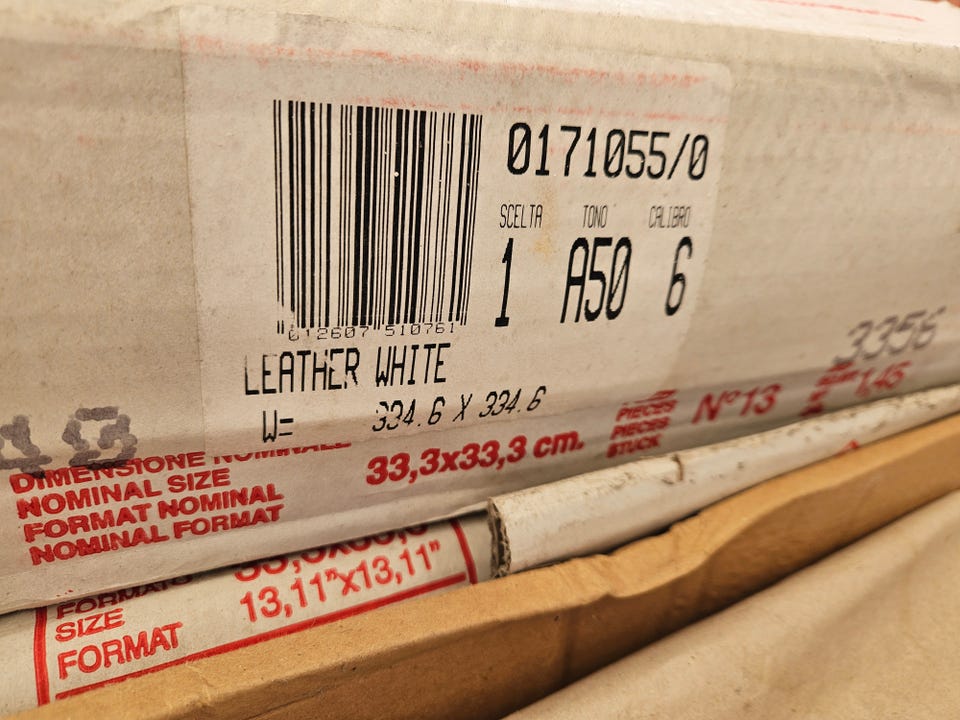 0171055/0
SCELTA TONO CALIBRO
1 A50 6
012607 510761
LEATHER WHITE
W= 334.6 X 334.6
3356
DIMENSIONE NOMINALE
NOMINAL SIZE
FORMAT NOMINAL
NOMINAL FORMAT
33,3x33,3 cm.
PIECES
PIECES
STUCK
N°13
1,45
SIZE
FORMAT
13,11"x13,11"